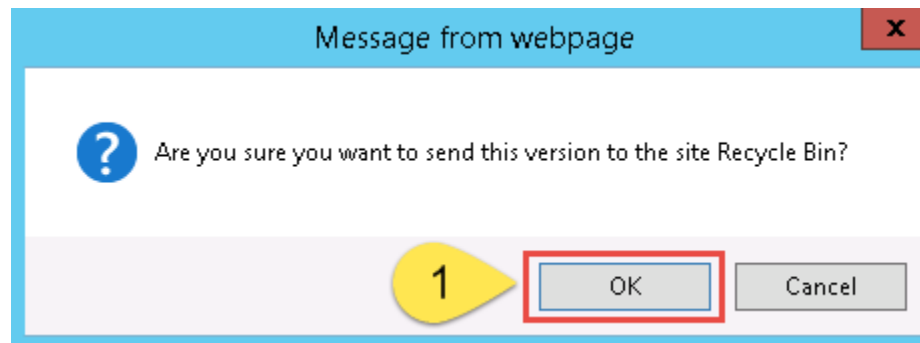 Message from webpage
x
? Are you sure you want to send this version to the site Recycle Bin?
1 OK Cancel